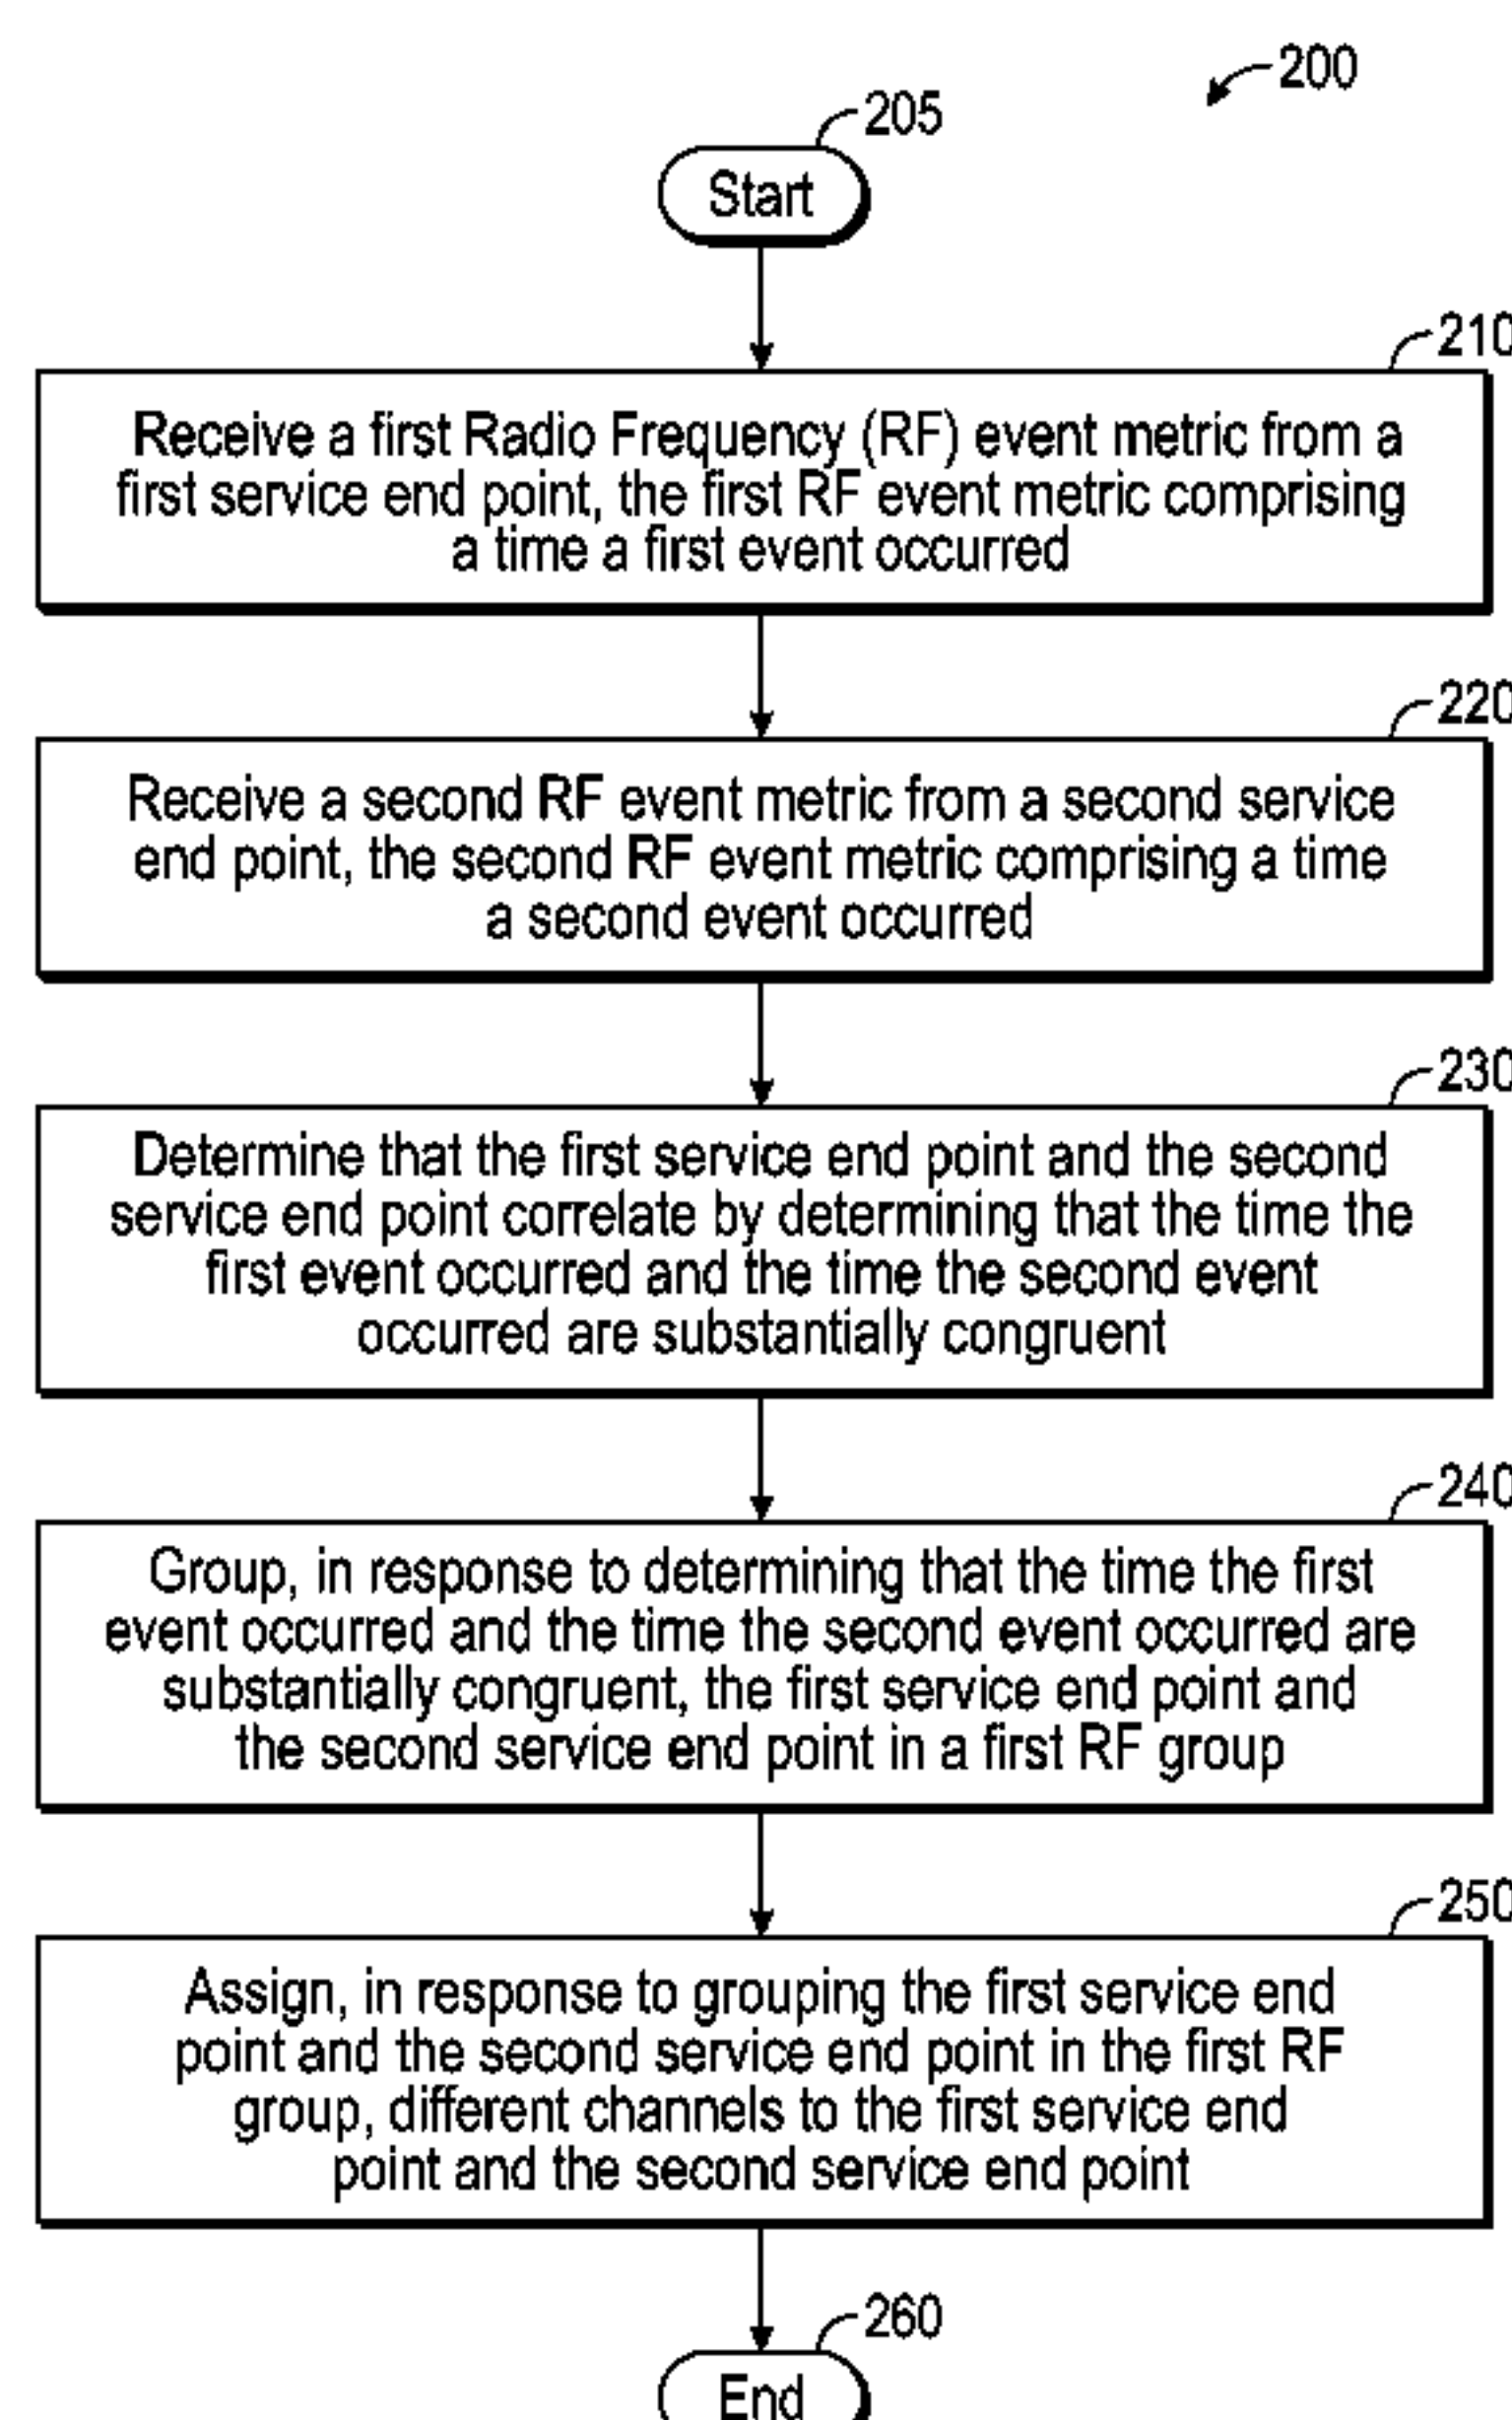 200
205
Start
210
Receive a first Radio Frequency (RF) event metric from a
first service end point, the first RF event metric comprising
a time a first event occurred
220
Receive a second RF event metric from a second service
end point, the second RF event metric comprising a time
a second event occurred
230
Determine that the first service end point and the second
service end point correlate by determining that the time the
first event occurred and the time the second event
occurred are substantially congruent
240
Group, in response to determining that the time the first
event occurred and the time the second event occurred are
substantially congruent, the first service end point and
the second service end point in a first RF group
250
Assign, in response to grouping the first service end
point and the second service end point in the first RF
group, different channels to the first service end
point and the second service end point
260
End